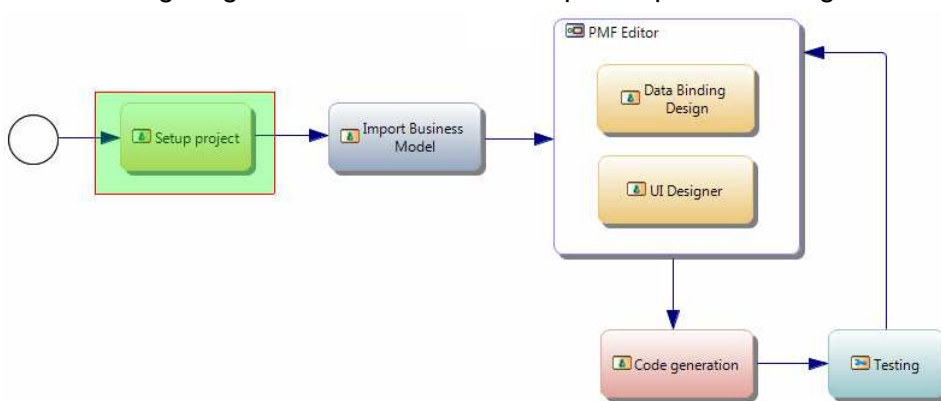 PMF Editor
Data Binding
Design
Setup project
Import Business
Model
UI Designer
Code generation
Testing